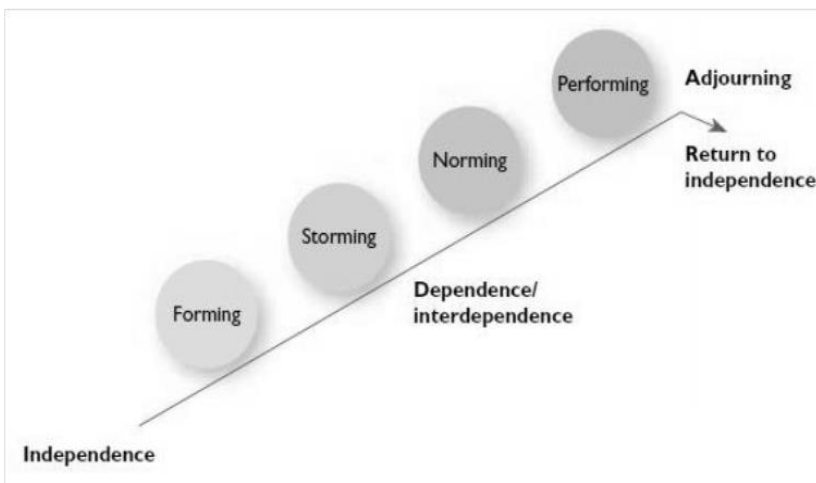 Performing
Adjourning
Norming
Return to
independence
Storming
Dependence/
interdependence
Forming
Independence